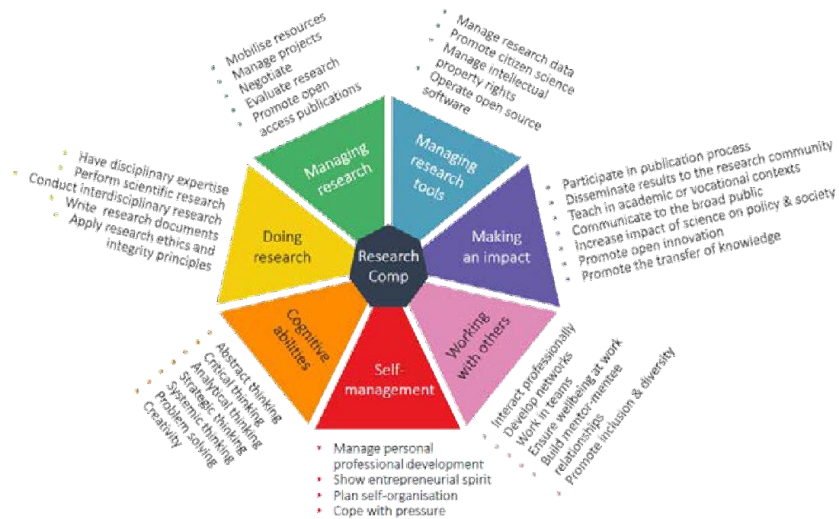 Mobilise resources
Manage projects
Negotiate
Evaluate research
Promote open
access publications
Manage research data
Promote citizen science
Manage intellectual
property rights
Operate open source
software
Managing
research
Managing
research
tools
Have disciplinary expertise
Perform scientific research
Conduct interdisciplinary research
Write research documents
Apply research ethics and
integrity principles
Doing
research
Research
Comp
Making
an impact
Participate in publication process
Disseminate results to the research community
Teach in academic or vocational contexts
Communicate to the broad public
Increase impact of science on policy & society
Promote open innovation
Promote the transfer of knowledge
Cognitive
abilities
Self-
management
Working
with others
Abstract thinking
Critical thinking
Analytical thinking
Strategic thinking
Systemic thinking
Problem solving
Creativity
Manage personal
professional development
Show entrepreneurial spirit
Plan self-organisation
Cope with pressure
Interact professionally
Develop networks
Work in teams
Ensure wellbeing at work
Build mentor-mentee
relationships
Promote inclusion & diversity